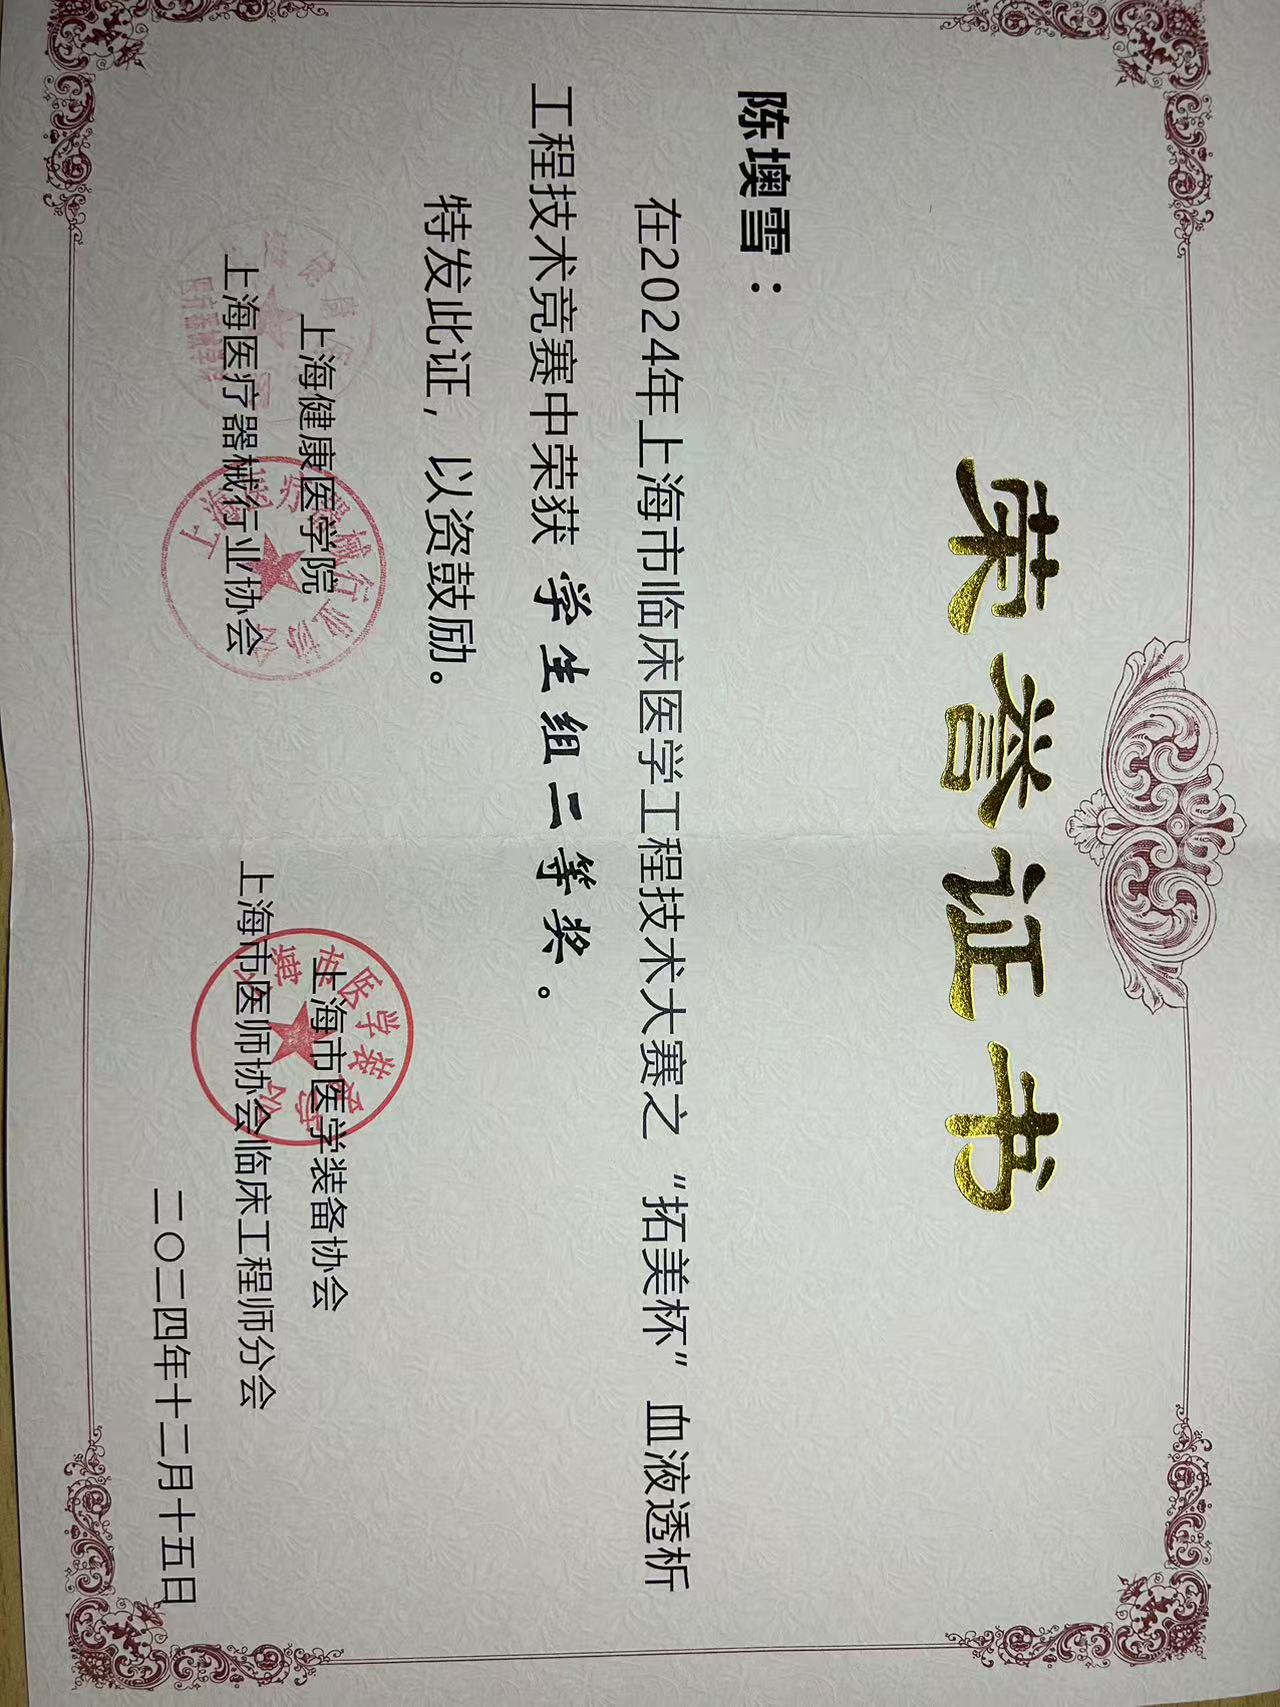 荣誉证书
陈墺雪：
在2024年上海市临床医学工程技术大赛之“拓美杯”血液透析
工程技术竞赛中荣获 学生组二等奖。
特发此证，以资鼓励。
上海健康医学院
上海市医学装备协会
上海医疗器械行业协会
上海市医师协会临床工程师分会
二〇二四年十二月十五日